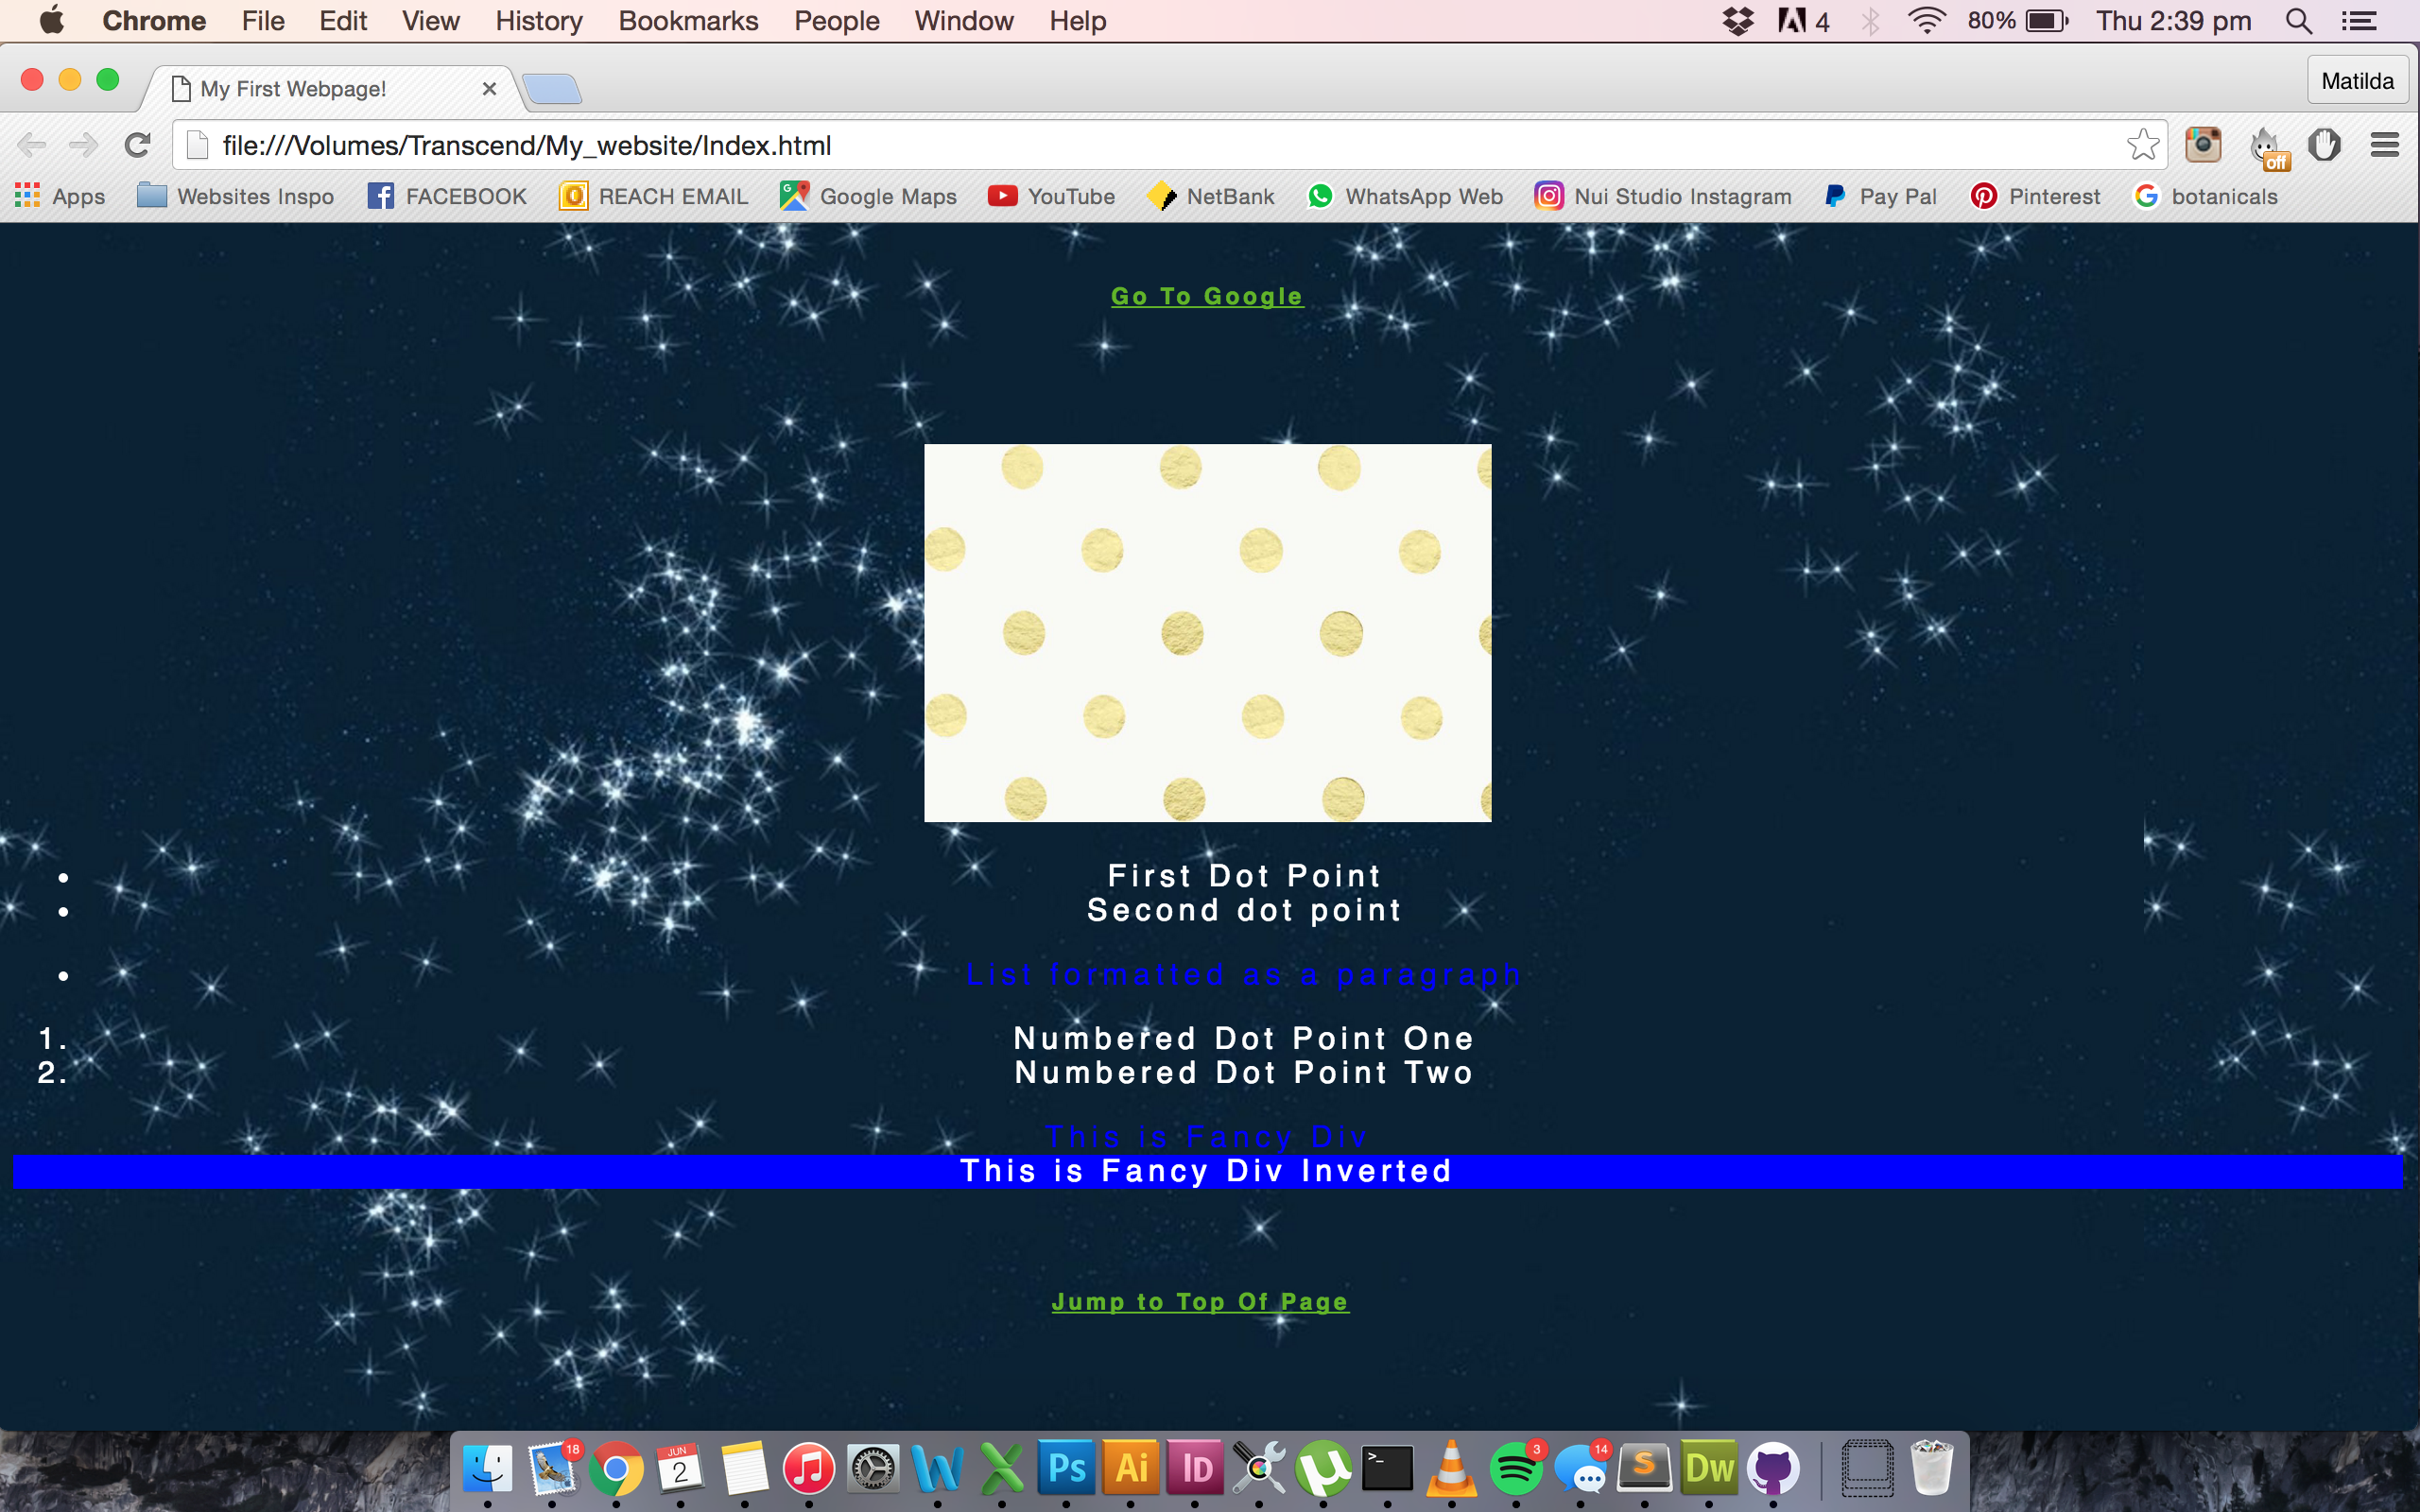 Chrome File Edit View History Bookmarks People Window Help 4 80% Thu 2:39 pm
My First Webpage! Matilda
file:///Volumes/Transcend/My_website/Index.html off
Apps Websites Inspo FACEBOOK REACH EMAIL Google Maps YouTube NetBank WhatsApp Web Nui Studio Instagram Pay Pal Pinterest botanicals
Go To Google
• First Dot Point
• Second dot point
• List formatted as a paragraph
1. Numbered Dot Point One
2. Numbered Dot Point Two
This is Fancy Div
This is Fancy Div Inverted
Jump to Top Of Page
18 JUN 2 W X Ps Ai ID µ >_ 3 14 S Dw